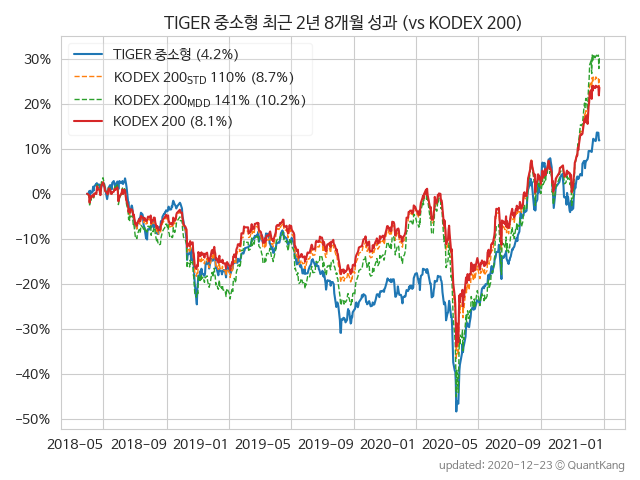 TIGER 중소형 최근 2년 8개월 성과 (vs KODEX 200)
TIGER 중소형 (4.2%)
KODEX 200STD 110% (8.7%)
KODEX 200MDD 141% (10.2%)
KODEX 200 (8.1%)
30%
20%
10%
0%
−10%
−20%
−30%
−40%
−50%
2018-05 2018-09 2019-01 2019-05 2019-09 2020-01 2020-05 2020-09 2021-01
updated: 2020-12-23 ⓒ QuantKang